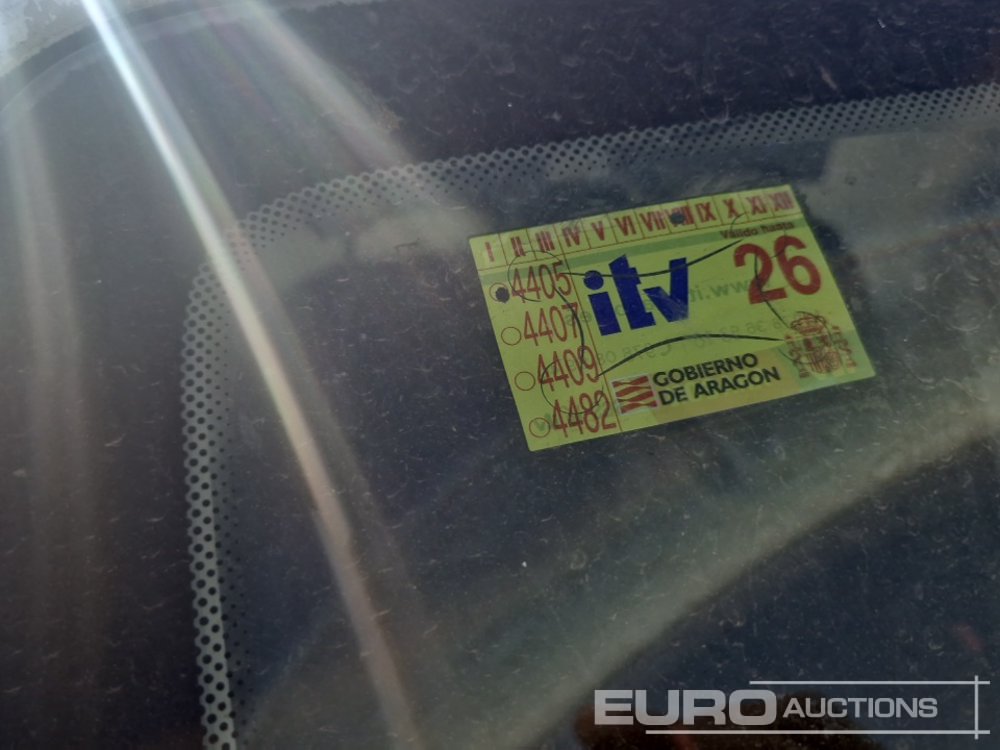 I II III IV V VI VII VIII IX X XI XII
Válido hasta
4405
itv
26
4407
4409
GOBIERNO
DE ARAGON
4482
EURO AUCTIONS